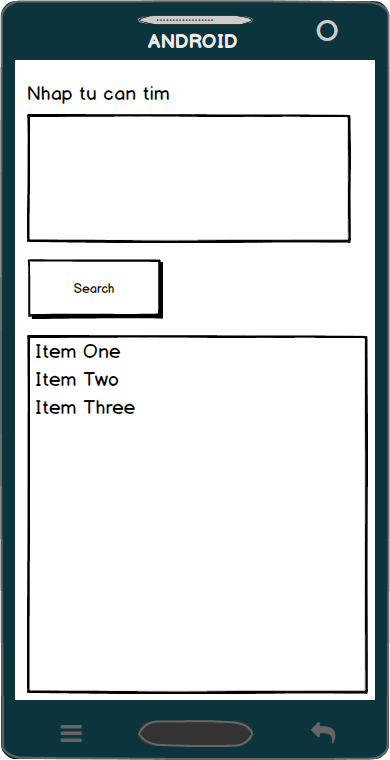 ANDROID
Nhap tu can tim
Search
Item One
Item Two
Item Three